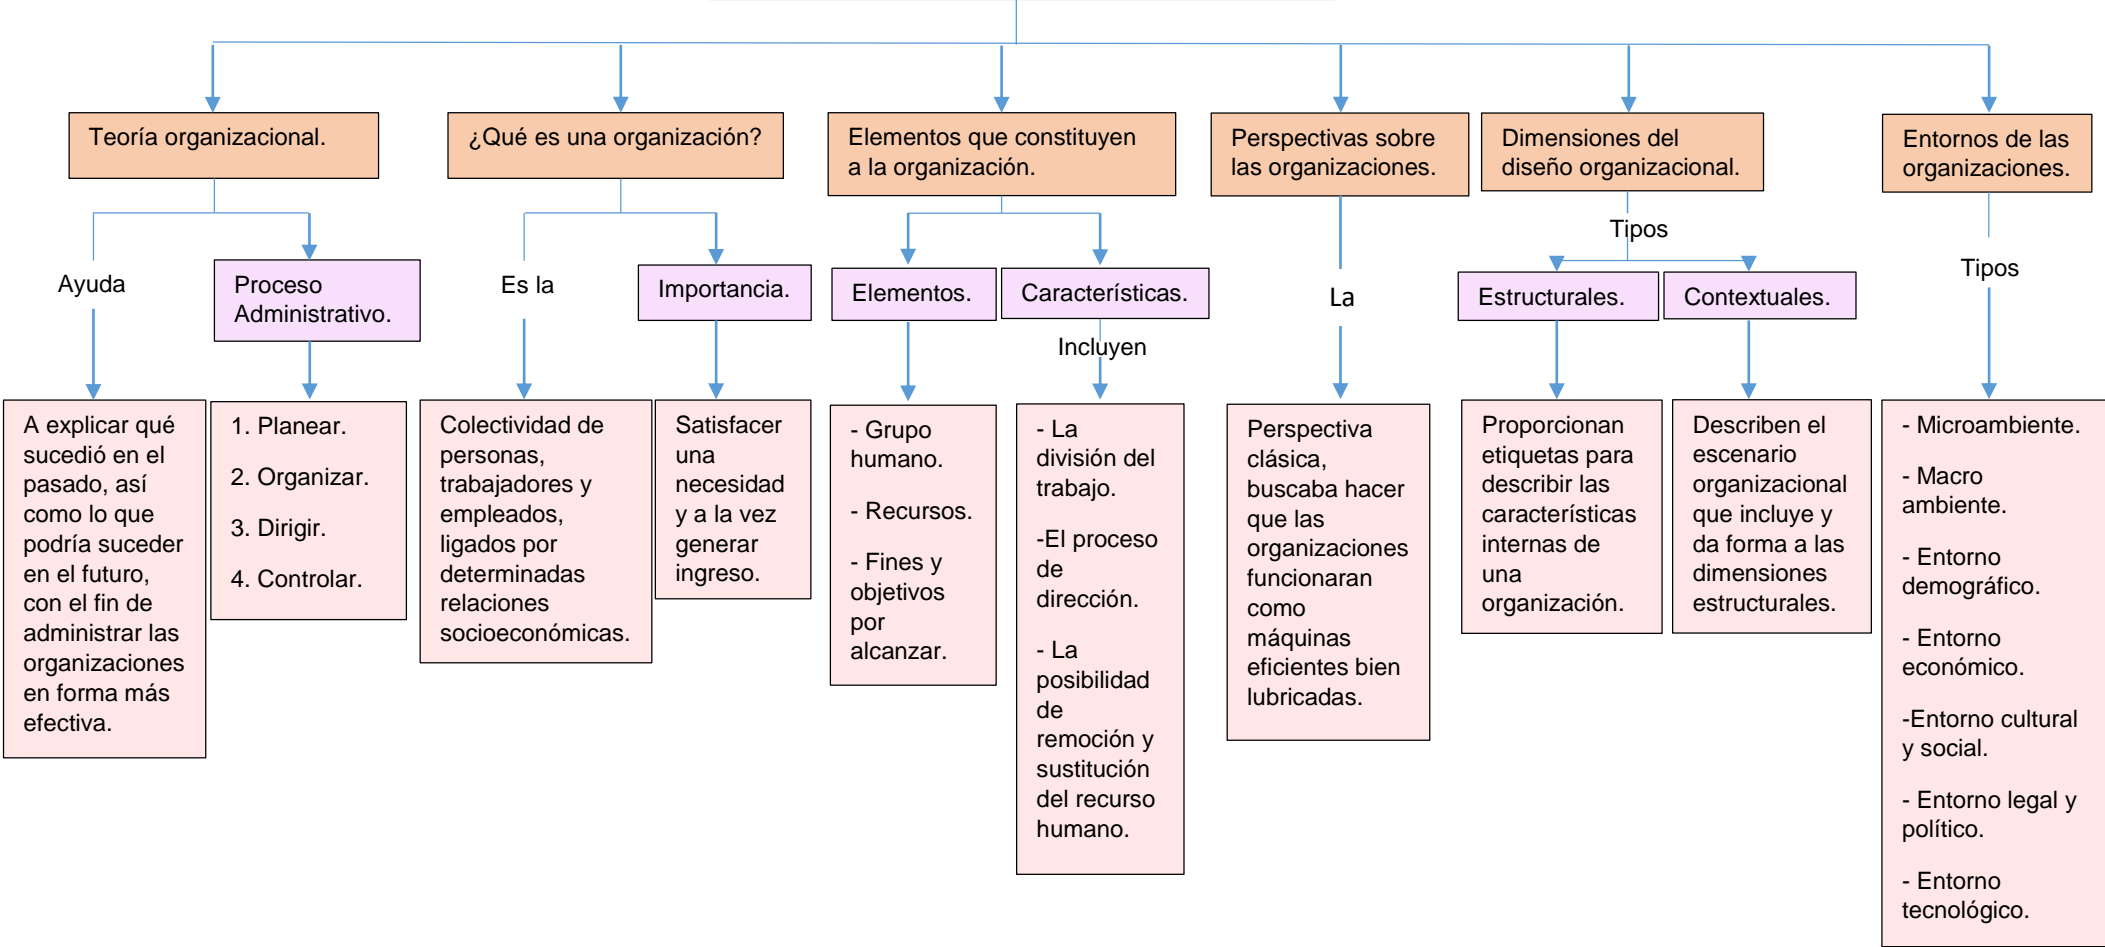 Teoría organizacional.
¿Qué es una organización?
Elementos que constituyen
a la organización.
Perspectivas sobre
las organizaciones.
Dimensiones del
diseño organizacional.
Entornos de las
organizaciones.
Ayuda
Proceso
Administrativo.
Es la
Importancia.
Elementos.
Características.
Incluyen
La
Tipos
Estructurales.
Contextuales.
Tipos
A explicar qué
sucedió en el
pasado, así
como lo que
podría suceder
en el futuro,
con el fin de
administrar las
organizaciones
en forma más
efectiva.
1. Planear.
2. Organizar.
3. Dirigir.
4. Controlar.
Colectividad de
personas,
trabajadores y
empleados,
ligados por
determinadas
relaciones
socioeconómicas.
Satisfacer
una
necesidad
y a la vez
generar
ingreso.
- Grupo
humano.
- Recursos.
- Fines y
objetivos
por
alcanzar.
- La
división del
trabajo.
-El proceso
de
dirección.
- La
posibilidad
de
remoción y
sustitución
del recurso
humano.
Perspectiva
clásica,
buscaba hacer
que las
organizaciones
funcionaran
como
máquinas
eficientes bien
lubricadas.
Proporcionan
etiquetas para
describir las
características
internas de
una
organización.
Describen el
escenario
organizacional
que incluye y
da forma a las
dimensiones
estructurales.
- Microambiente.
- Macro
ambiente.
- Entorno
demográfico.
- Entorno
económico.
-Entorno cultural
y social.
- Entorno legal y
político.
- Entorno
tecnológico.